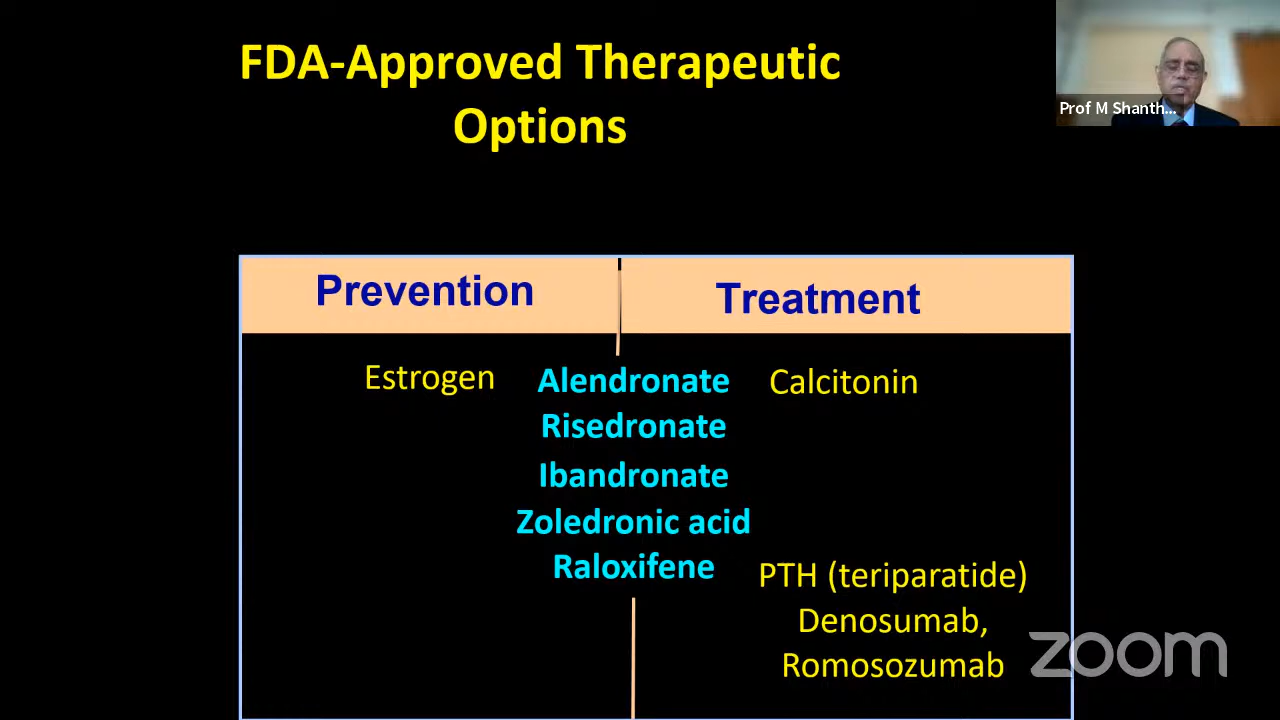 FDA-Approved Therapeutic
Options
Prof M Shanth...
Prevention
Treatment
Estrogen
Alendronate
Calcitonin
Risedronate
Ibandronate
Zoledronic acid
Raloxifene
PTH (teriparatide)
Denosumab,
Romosozumab
zoom